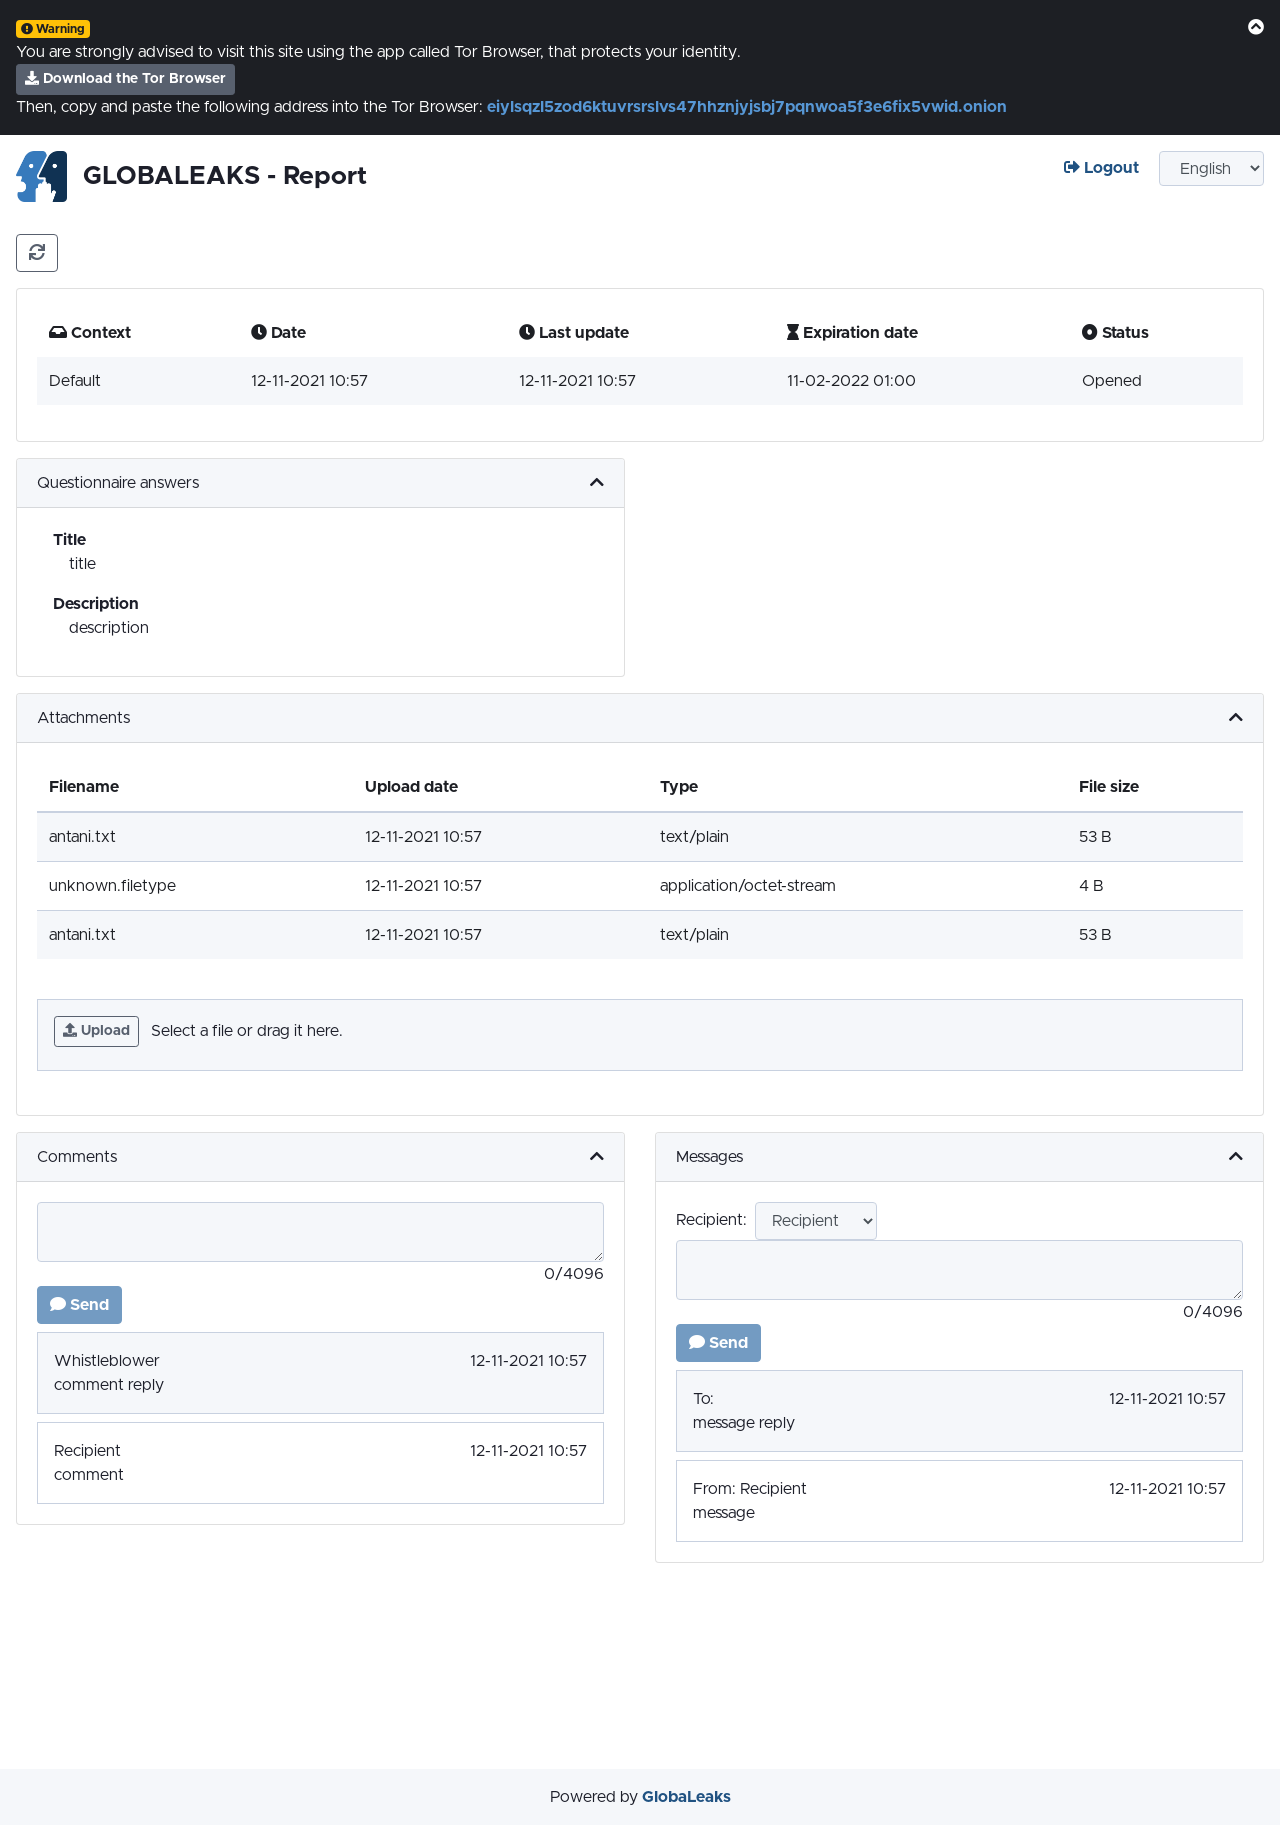 Warning
You are strongly advised to visit this site using the app called Tor Browser, that protects your identity.
Download the Tor Browser
Then, copy and paste the following address into the Tor Browser: eiylsqzl5zod6ktuvrsrslvs47hhznjyjsbj7pqnwoa5f3e6fix5vwid.onion
GLOBALEAKS - Report
Logout
English
Context Date Last update Expiration date Status
Default 12-11-2021 10:57 12-11-2021 10:57 11-02-2022 01:00 Opened
Questionnaire answers
Title
title
Description
description
Attachments
Filename Upload date Type File size
antani.txt 12-11-2021 10:57 text/plain 53 B
unknown.filetype 12-11-2021 10:57 application/octet-stream 4 B
antani.txt 12-11-2021 10:57 text/plain 53 B
Upload Select a file or drag it here.
Comments
0/4096
Send
Whistleblower 12-11-2021 10:57
comment reply
Recipient 12-11-2021 10:57
comment
Messages
Recipient: Recipient
0/4096
Send
To: 12-11-2021 10:57
message reply
From: Recipient 12-11-2021 10:57
message
Powered by GlobaLeaks